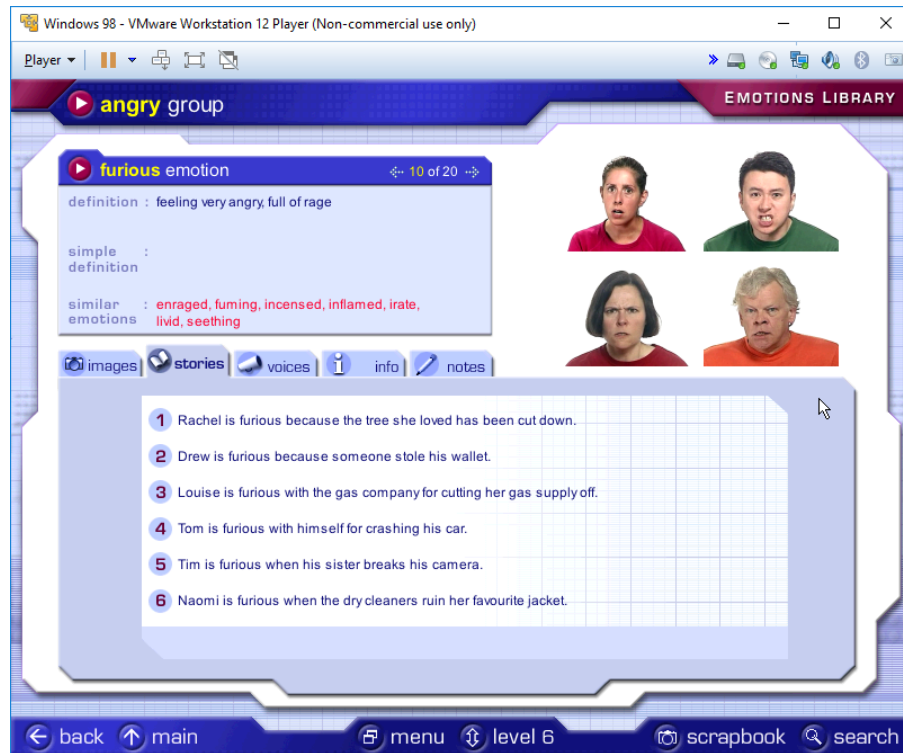 Windows 98 - VMware Workstation 12 Player (Non-commercial use only)
Player
angry group
EMOTIONS LIBRARY
furious emotion
10 of 20
definition : feeling very angry, full of rage
simple definition :
similar emotions : enraged, fuming, incensed, inflamed, irate,
livid, seething
images
stories
voices
info
notes
1 Rachel is furious because the tree she loved has been cut down.
2 Drew is furious because someone stole his wallet.
3 Louise is furious with the gas company for cutting her gas supply off.
4 Tom is furious with himself for crashing his car.
5 Tim is furious when his sister breaks his camera.
6 Naomi is furious when the dry cleaners ruin her favourite jacket.
back
main
menu
level 6
scrapbook
search